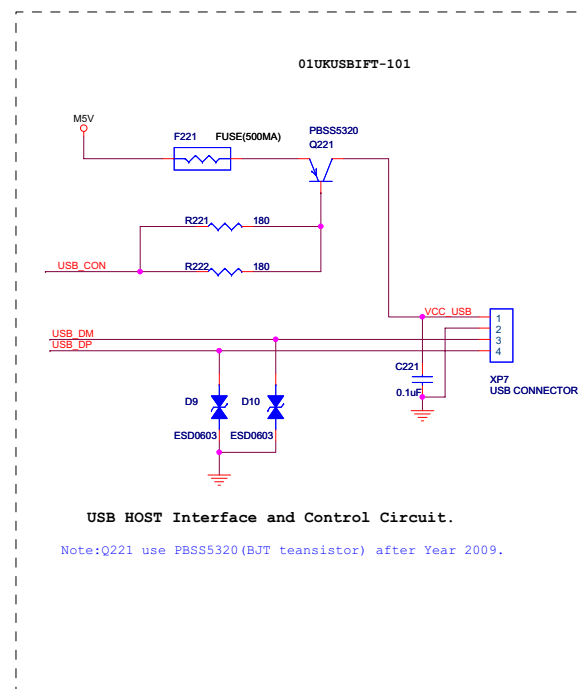 01UKUSBIFT-101
M5V
F221 FUSE(500MA)
PBSS5320
Q221
R221 180
R222 180
USB_CON
VCC_USB
1
2
3
4
USB_DM
USB_DP
C221
0.1uF
XP7
USB CONNECTOR
D9 D10
ESD0603 ESD0603
USB HOST Interface and Control Circuit.
Note:Q221 use PBSS5320(BJT teansistor) after Year 2009.